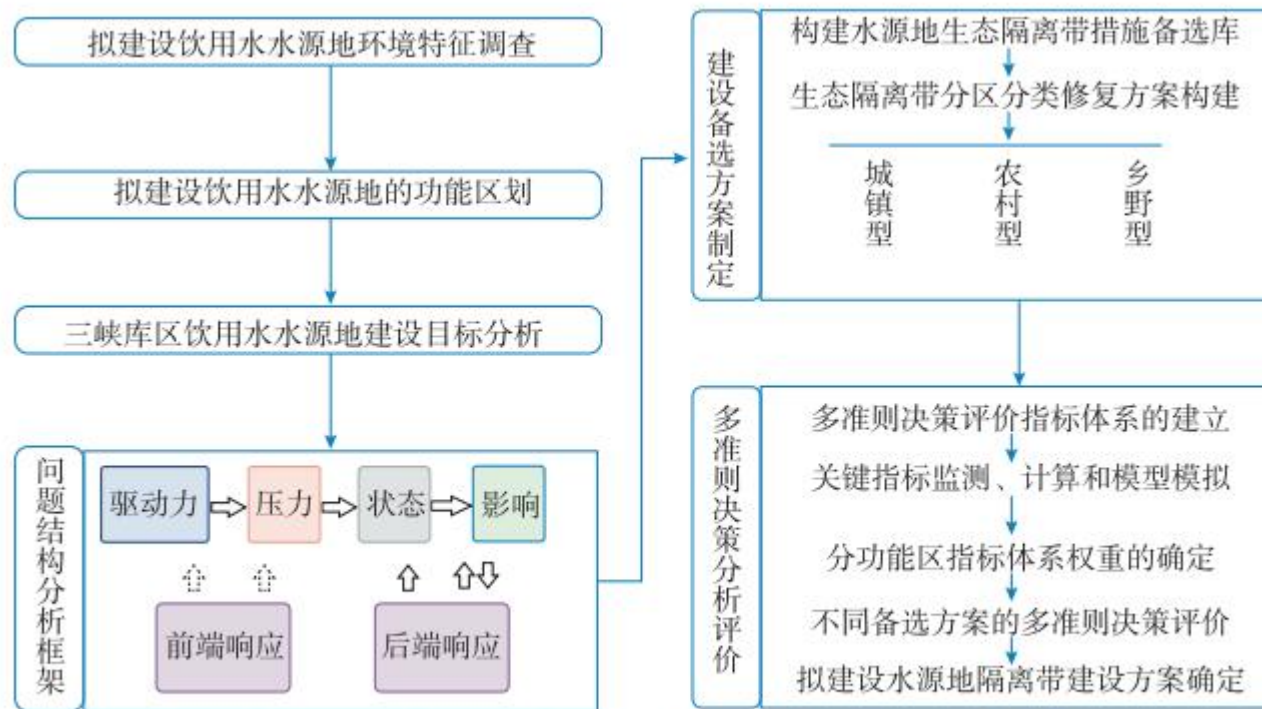 拟建设饮用水水源地环境特征调查
拟建设饮用水水源地的功能区划
三峡库区饮用水水源地建设目标分析
问题结构分析框架
驱动力
压力
状态
影响
前端响应
后端响应
建设备选方案制定
构建水源地生态隔离带措施备选库
生态隔离带分区分类修复方案构建
城镇型
农村型
乡野型
多准则决策分析评价
多准则决策评价指标体系的建立
关键指标监测、计算和模型模拟
分功能区指标体系权重的确定
不同备选方案的多准则决策评价
拟建设水源地隔离带建设方案确定